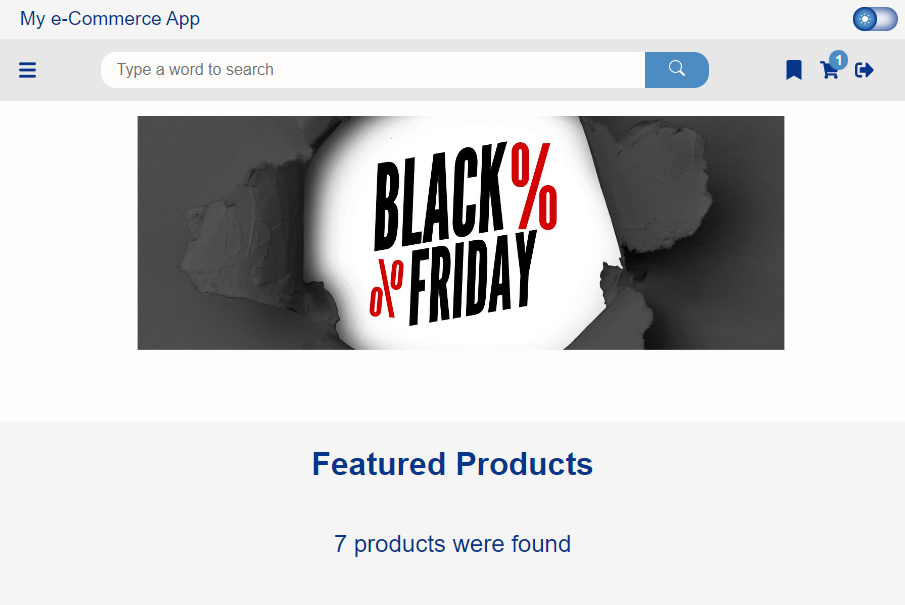 My e-Commerce App
Type a word to search
1
BLACK %
% FRIDAY
Featured Products
7 products were found